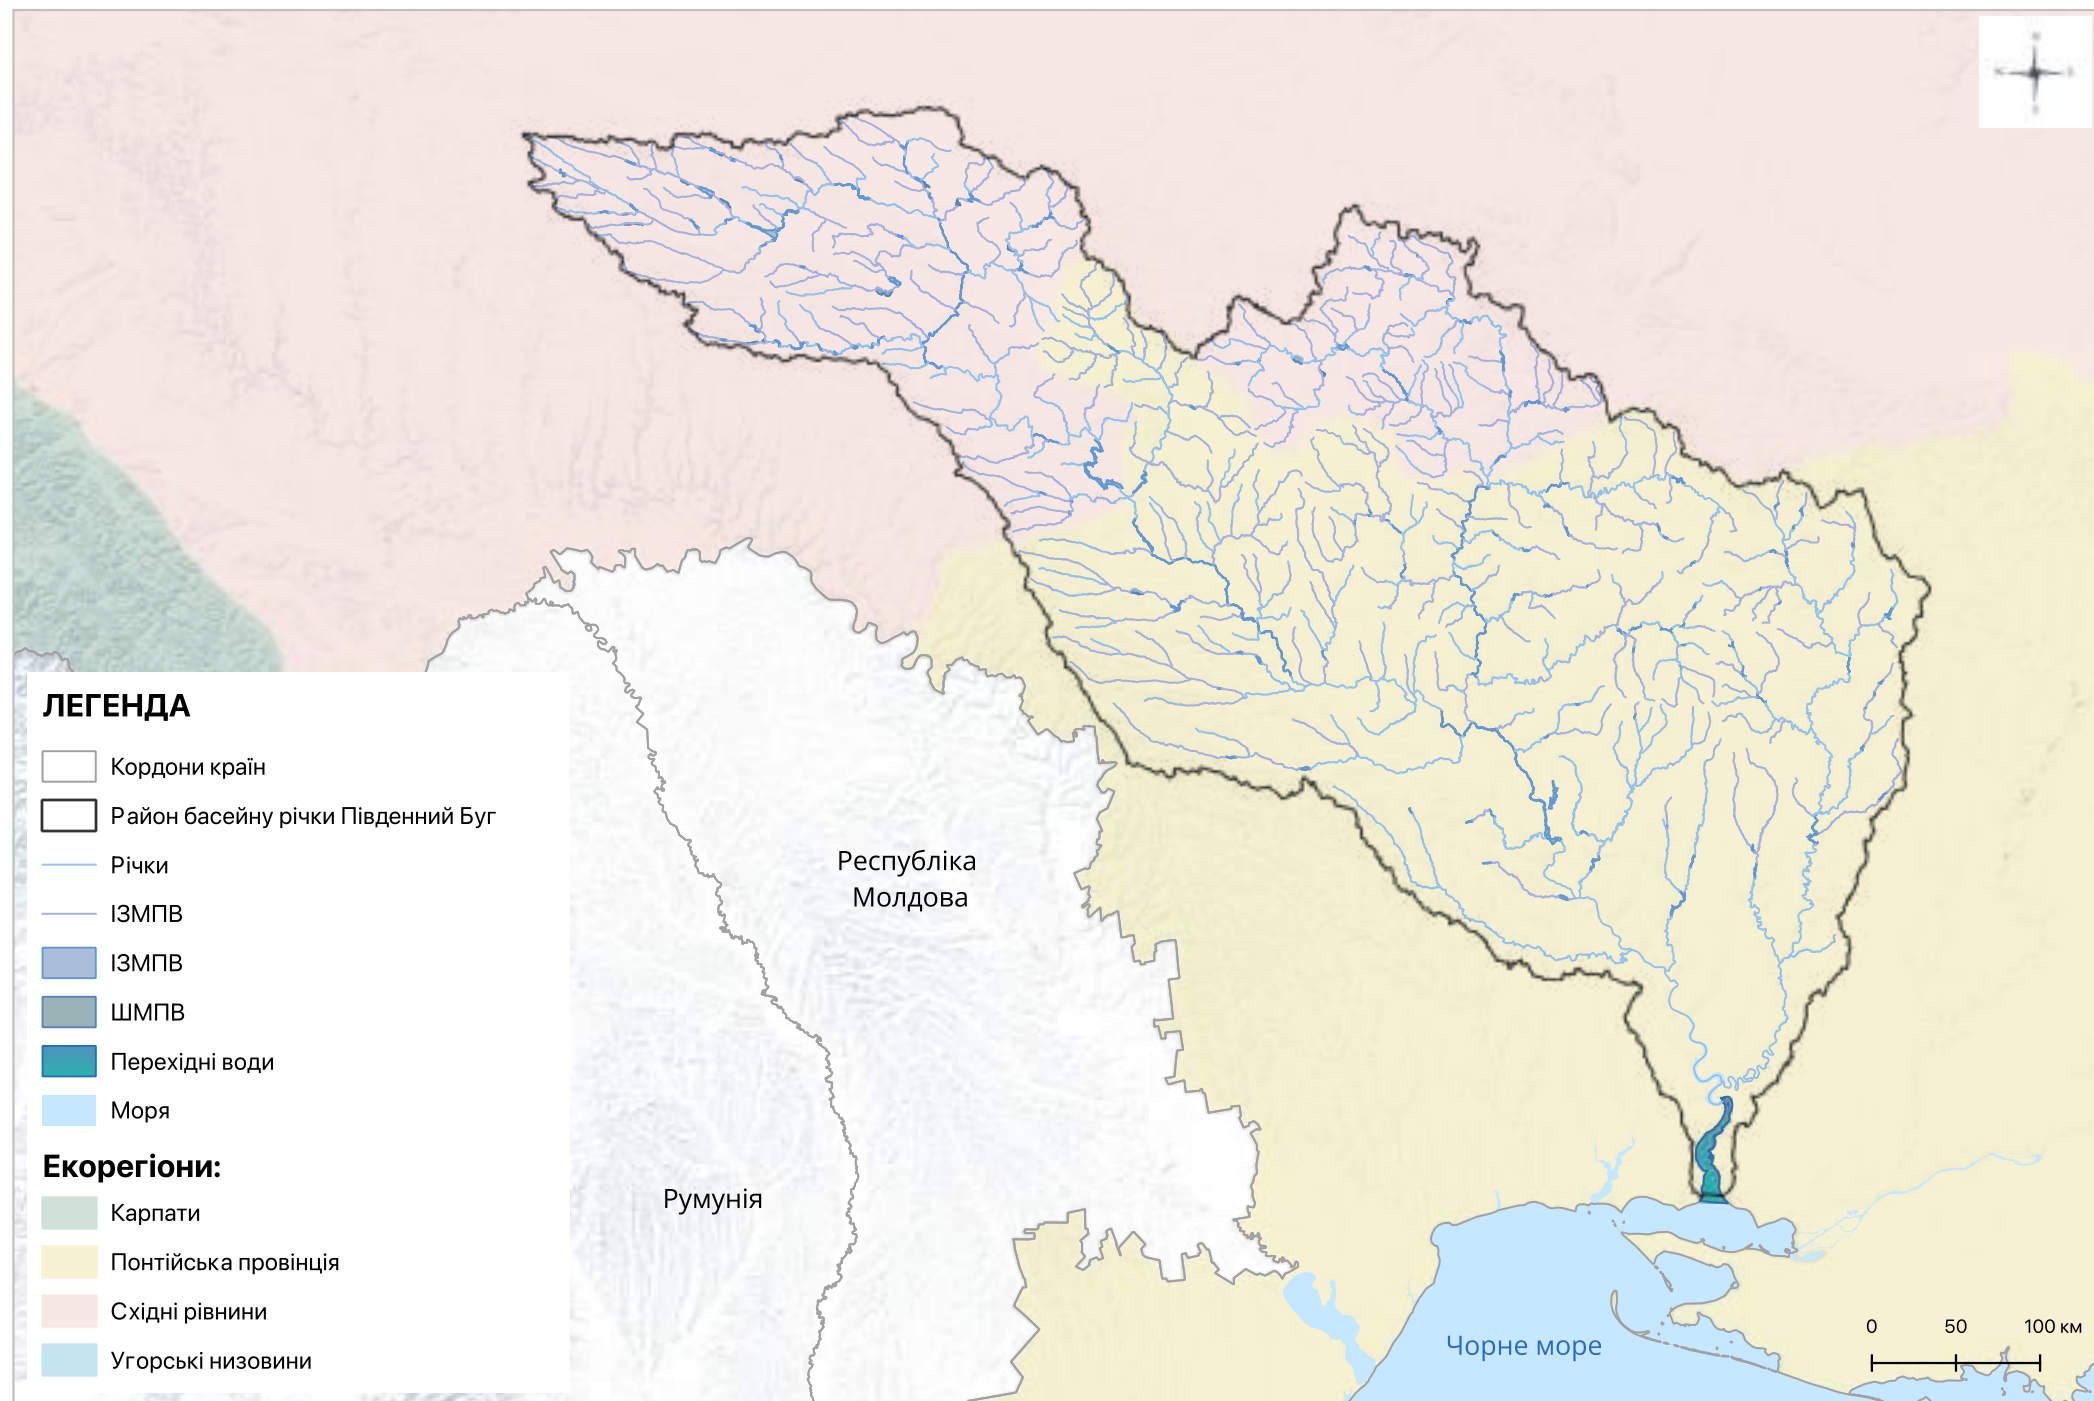 ЛЕГЕНДА
Кордони країн
Район басейну річки Південний Буг
Річки
ІЗМПВ
ІЗМПВ
ШМПВ
Перехідні води
Моря
Екорегіони:
Карпати
Понтійська провінція
Східні рівнини
Угорські низовини
Республіка
Молдова
Румунія
Чорне море
0 50 100 км